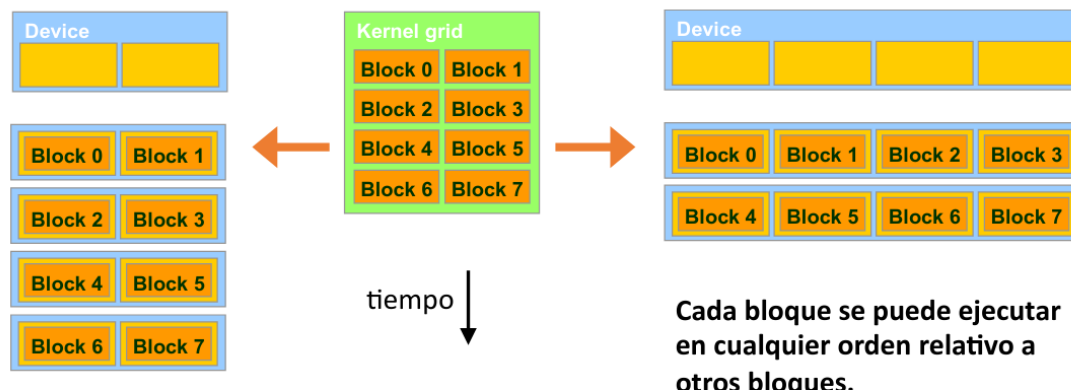 Device
Kernel grid
Device
Block 0 Block 1
Block 2 Block 3
Block 4 Block 5
Block 6 Block 7
Block 0 Block 1
Block 2 Block 3
Block 4 Block 5
Block 6 Block 7
Block 0 Block 1 Block 2 Block 3
Block 4 Block 5 Block 6 Block 7
tiempo
Cada bloque se puede ejecutar
en cualquier orden relativo a
otros bloques.